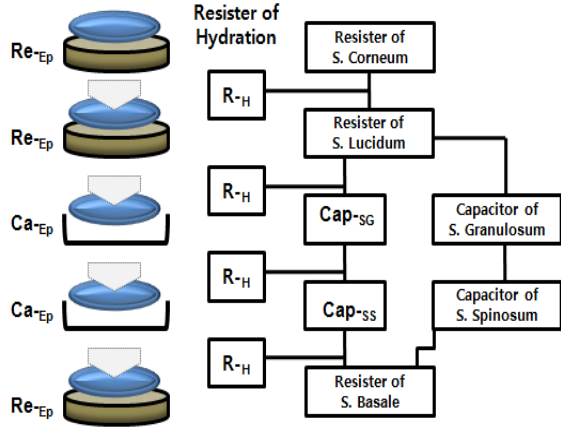 Resister of
Hydration
Re-Ep
Re-Ep
Ca-Ep
Ca-Ep
Re-Ep
R-H
R-H
R-H
R-H
Resister of
S. Corneum
Resister of
S. Lucidum
Cap-SG
Cap-SS
Resister of
S. Basale
Capacitor of
S. Granulosum
Capacitor of
S. Spinosum